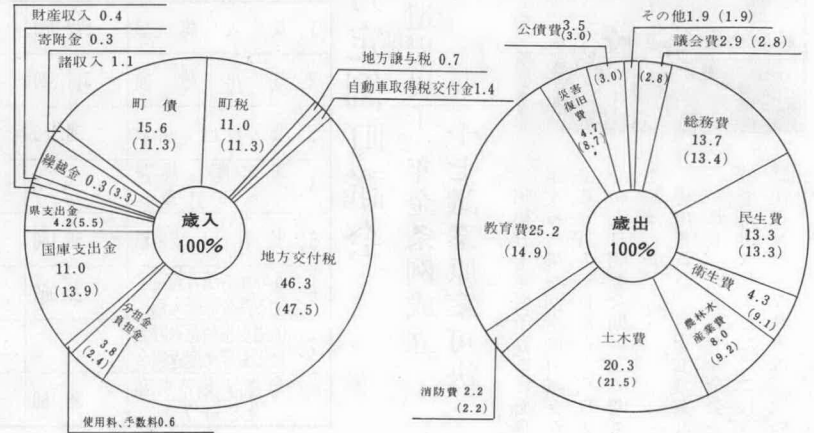 財産収入 0.4
寄附金 0.3
諸収入 1.1
町 債
15.6
(11.3)
町税
11.0
(11.3)
地方譲与税 0.7
自動車取得税交付金1.4
繰越金 0.3(3.3)
県支出金
4.2(5.5)
国庫支出金
11.0
(13.9)
歳入
100%
地方交付税
46.3
(47.5)
分担金
負担金
3.8
(2.4)
使用料、手数料0.6
公債費3.5
(3.0)
その他1.9 (1.9)
議会費2.9 (2.8)
(3.0)
(2.8)
災害
復旧
費
4.7
(8.7)
総務費
13.7
(13.4)
教育費25.2
(14.9)
歳出
100%
民生費
13.3
(13.3)
衛生費 4.3
(9.1)
農林水
産業費
8.0
(9.2)
土木費
20.3
(21.5)
消防費 2.2
(2.2)